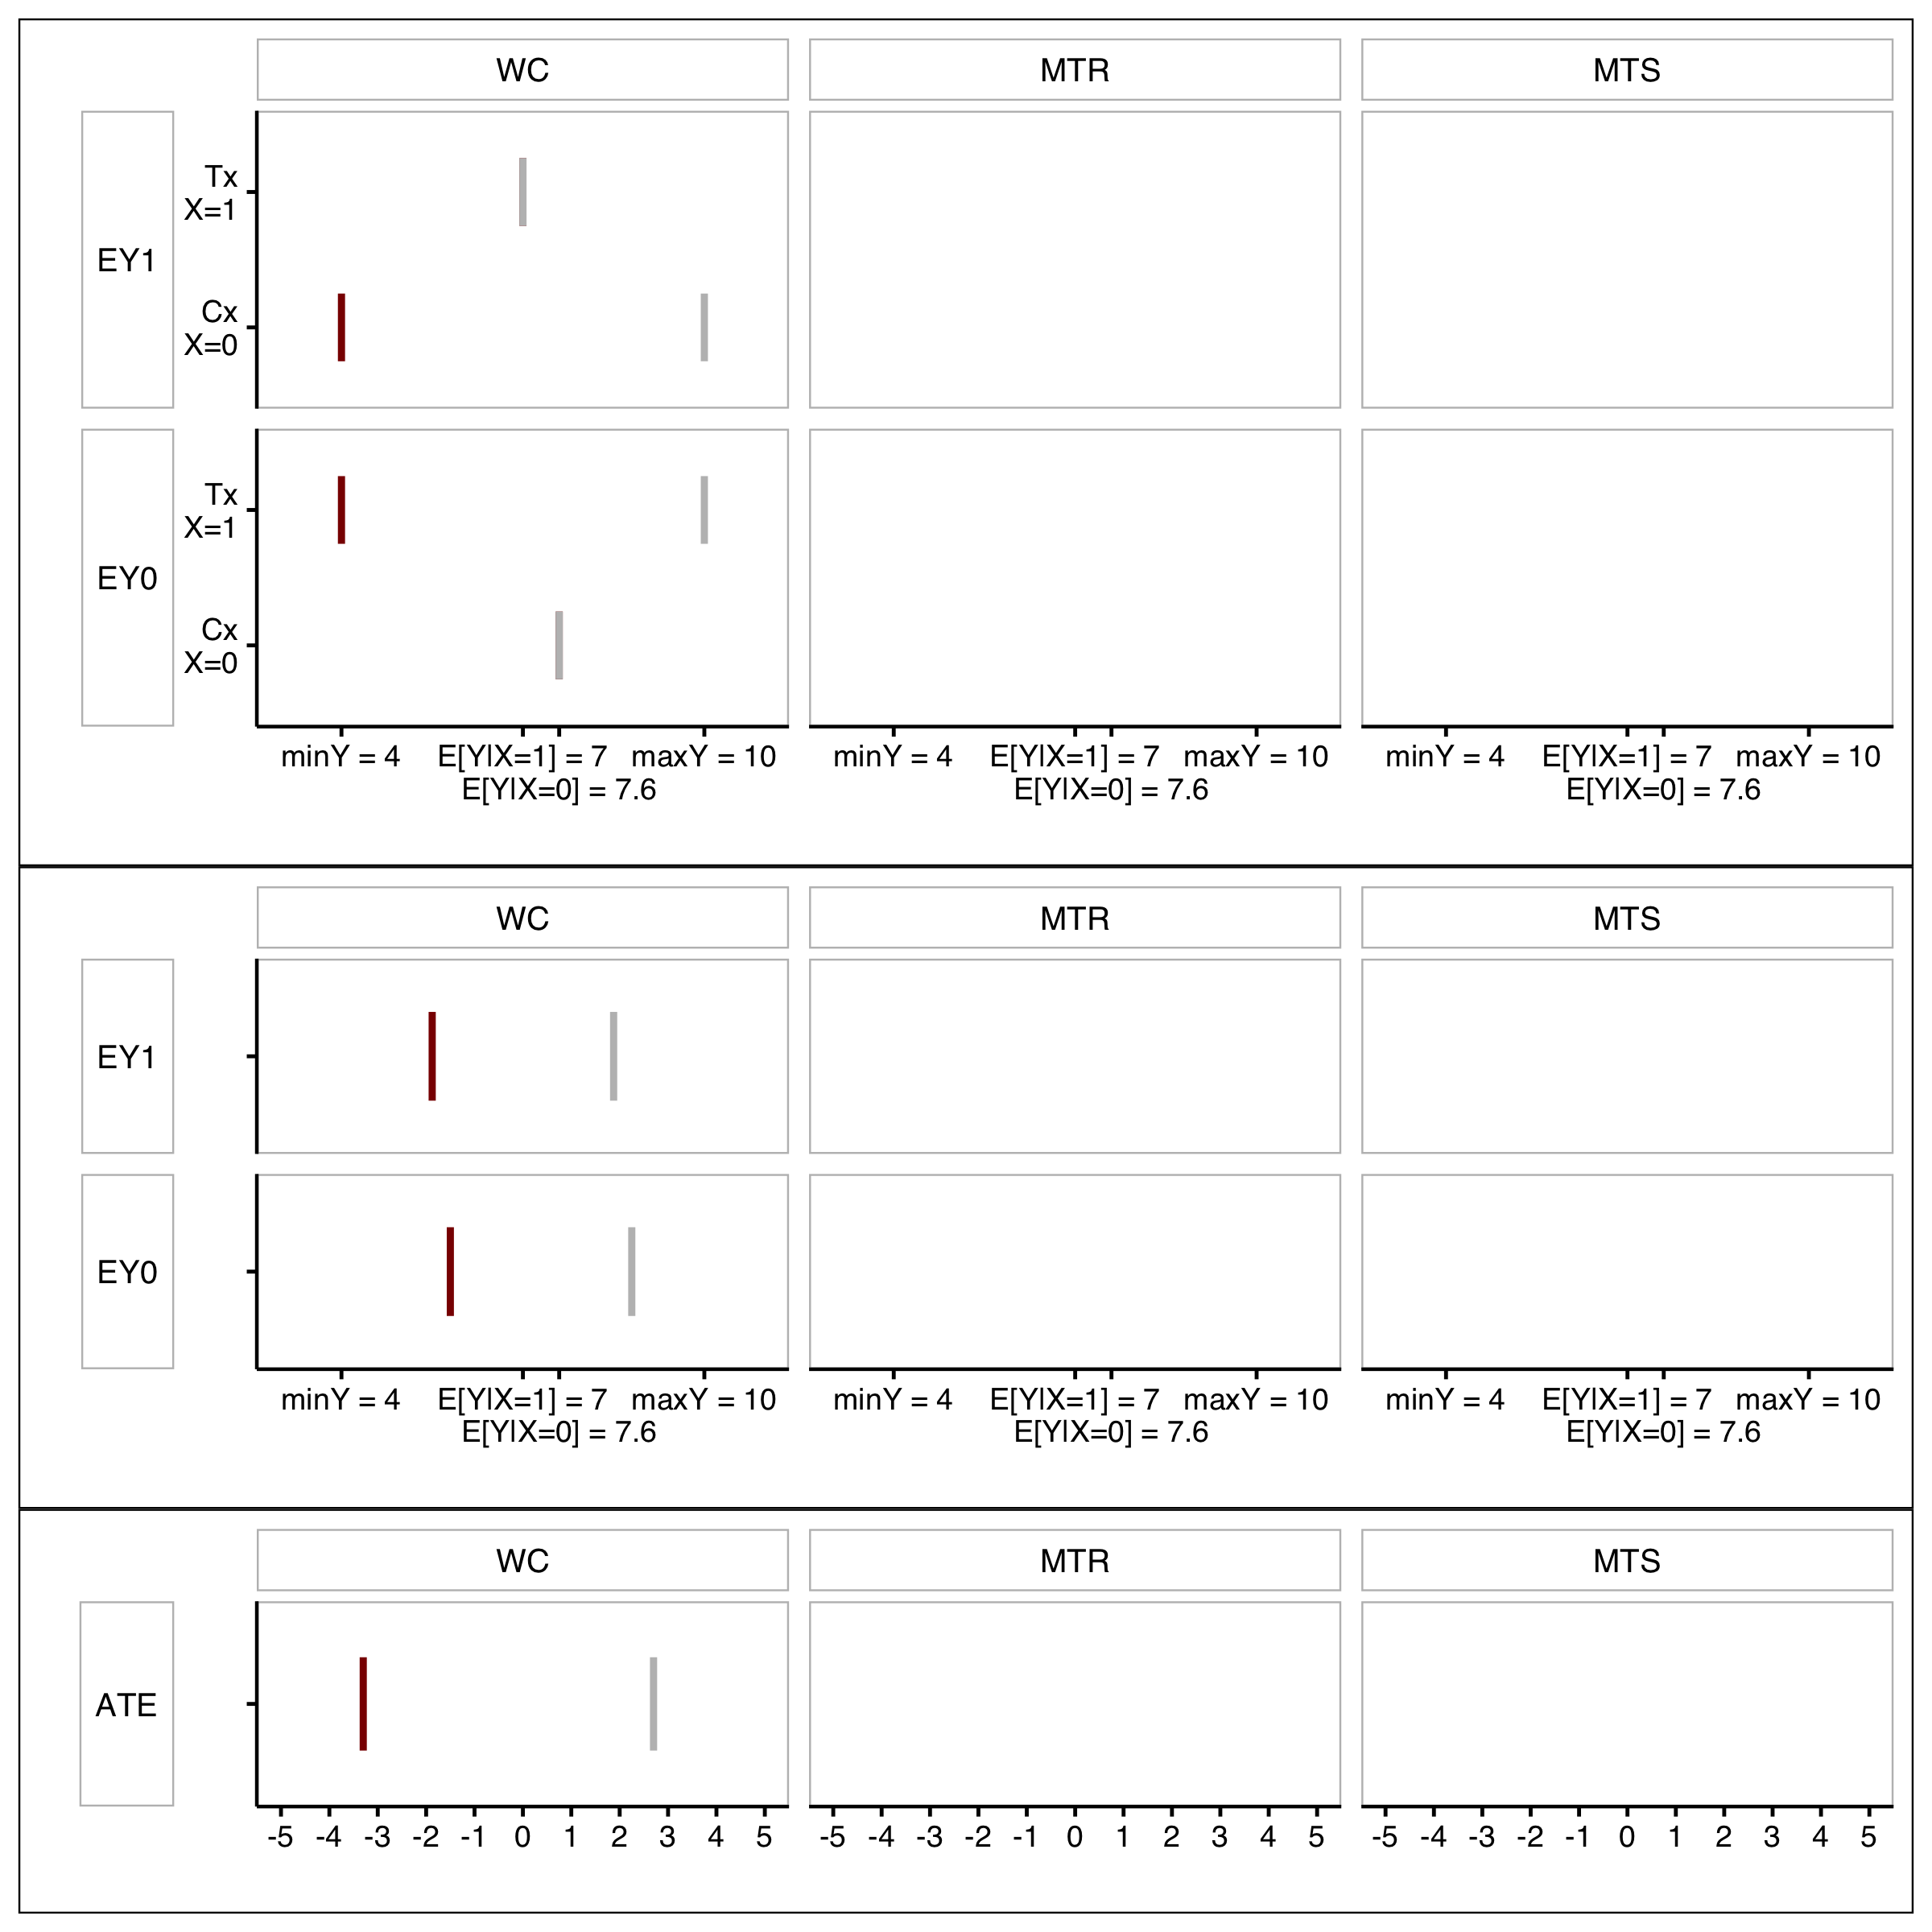 WC MTR MTS
EY1
Tx
X=1
Cx
X=0
EY0
Tx
X=1
Cx
X=0
minY = 4 E[Y|X=1] = 7 maxY = 10 minY = 4 E[Y|X=1] = 7 maxY = 10 minY = 4 E[Y|X=1] = 7 maxY = 10
E[Y|X=0] = 7.6 E[Y|X=0] = 7.6 E[Y|X=0] = 7.6
WC MTR MTS
EY1
EY0
minY = 4 E[Y|X=1] = 7 maxY = 10 minY = 4 E[Y|X=1] = 7 maxY = 10 minY = 4 E[Y|X=1] = 7 maxY = 10
E[Y|X=0] = 7.6 E[Y|X=0] = 7.6 E[Y|X=0] = 7.6
WC MTR MTS
ATE
-5 -4 -3 -2 -1 0 1 2 3 4 5 -5 -4 -3 -2 -1 0 1 2 3 4 5 -5 -4 -3 -2 -1 0 1 2 3 4 5